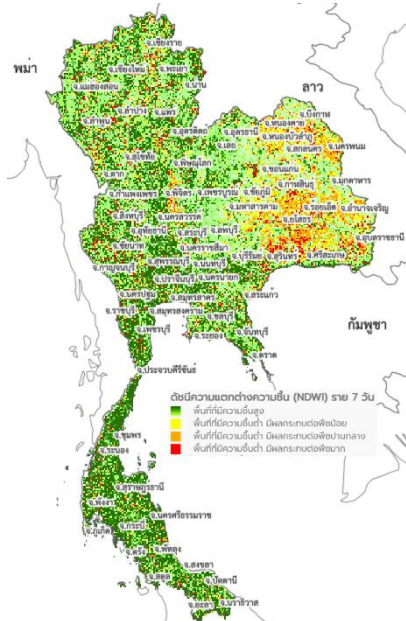 พม่า
ลาว
กัมพูชา
จ.เชียงราย
จ.เชียงใหม่
จ.พะเยา
จ.น่าน
จ.แม่ฮ่องสอน
จ.ลำปาง
จ.แพร่
จ.ลำพูน
จ.อุตรดิตถ์
จ.สุโขทัย
จ.ตาก
จ.พิษณุโลก
จ.เลย
จ.อุดรธานี
จ.บึงกาฬ
จ.หนองคาย
จ.หนองบัวลำภู
จ.สกลนคร
จ.นครพนม
จ.ขอนแก่น
จ.มุกดาหาร
จ.กาฬสินธุ์
จ.กำแพงเพชร
จ.พิจิตร
จ.เพชรบูรณ์
จ.ชัยภูมิ
จ.มหาสารคาม
จ.ร้อยเอ็ด
จ.อำนาจเจริญ
จ.ยโสธร
จ.สิงห์บุรี
จ.นครสวรรค์
จ.อุทัยธานี
จ.สระบุรี
จ.ลพบุรี
จ.บุรีรัมย์
จ.สุรินทร์
จ.ศรีสะเกษ
จ.อุบลราชธานี
จ.ชัยนาท
จ.นครราชสีมา
จ.สุพรรณบุรี
จ.นนทบุรี
จ.กาญจนบุรี
จ.ปราจีนบุรี
จ.นครนายก
จ.สระแก้ว
จ.นครปฐม
จ.สมุทรสาคร
จ.ราชบุรี
จ.สมุทรสงคราม
จ.ชลบุรี
จ.เพชรบุรี
จ.ระยอง
จ.จันทบุรี
จ.ตราด
จ.ประจวบคีรีขันธ์
ดัชนีความแตกต่างความชื้น (NDWI) ราย 7 วัน
พื้นที่ที่มีความชื้นสูง
พื้นที่ที่มีความชื้นต่ำ มีผลกระทบต่อพืชน้อย
พื้นที่ที่มีความชื้นต่ำ มีผลกระทบต่อพืชปานกลาง
พื้นที่ที่มีความชื้นต่ำ มีผลกระทบต่อพืชมาก
จ.ชุมพร
จ.ระนอง
จ.สุราษฎร์ธานี
จ.พังงา
จ.นครศรีธรรมราช
จ.กระบี่
จ.ภูเก็ต
จ.ตรัง
จ.พัทลุง
จ.สงขลา
จ.สตูล
จ.ปัตตานี
จ.ยะลา
จ.นราธิวาส